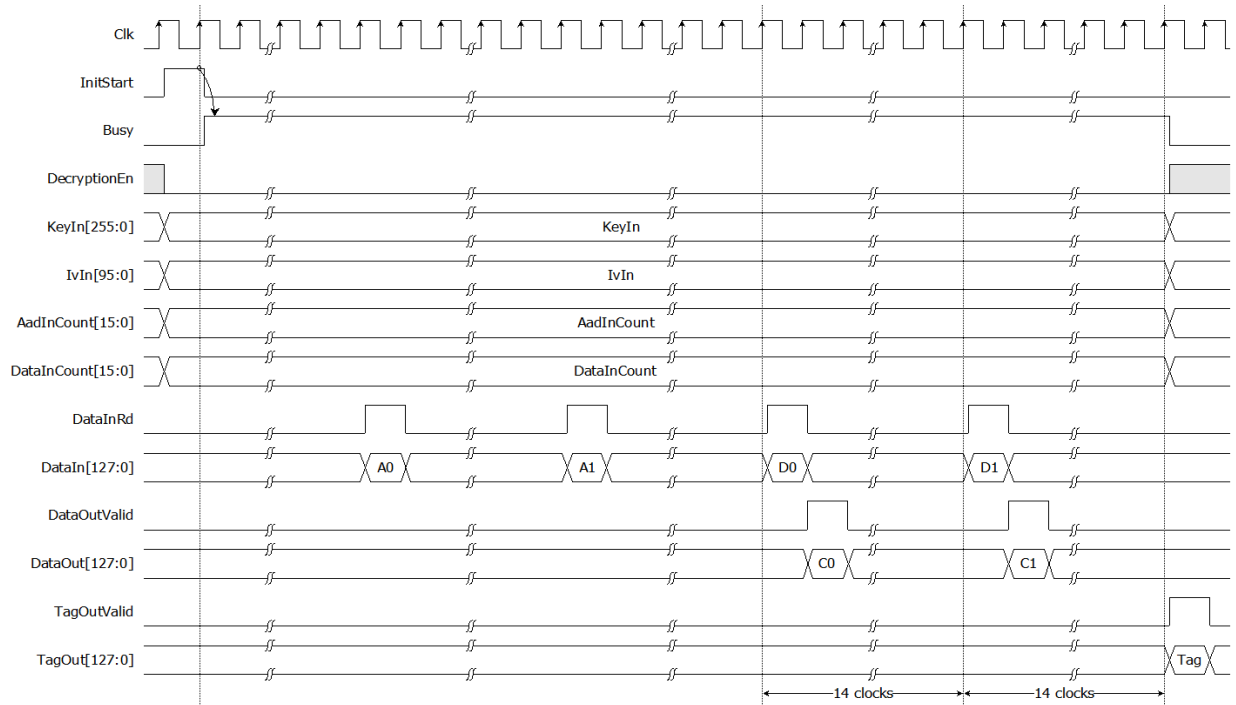 Clk
InitStart
Busy
DecryptionEn
KeyIn[255:0] KeyIn
IvIn[95:0] IvIn
AadInCount[15:0] AadInCount
DataInCount[15:0] DataInCount
DataInRd
DataIn[127:0] A0 A1 D0 D1
DataOutValid
DataOut[127:0] C0 C1
TagOutValid
TagOut[127:0] Tag
14 clocks 14 clocks